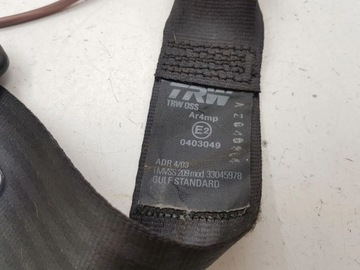 TRW
TRW OSS
Ar4mp
E2
0403049
ADR 4/03
FMVSS 209 mod 33045978
GULF STANDARD